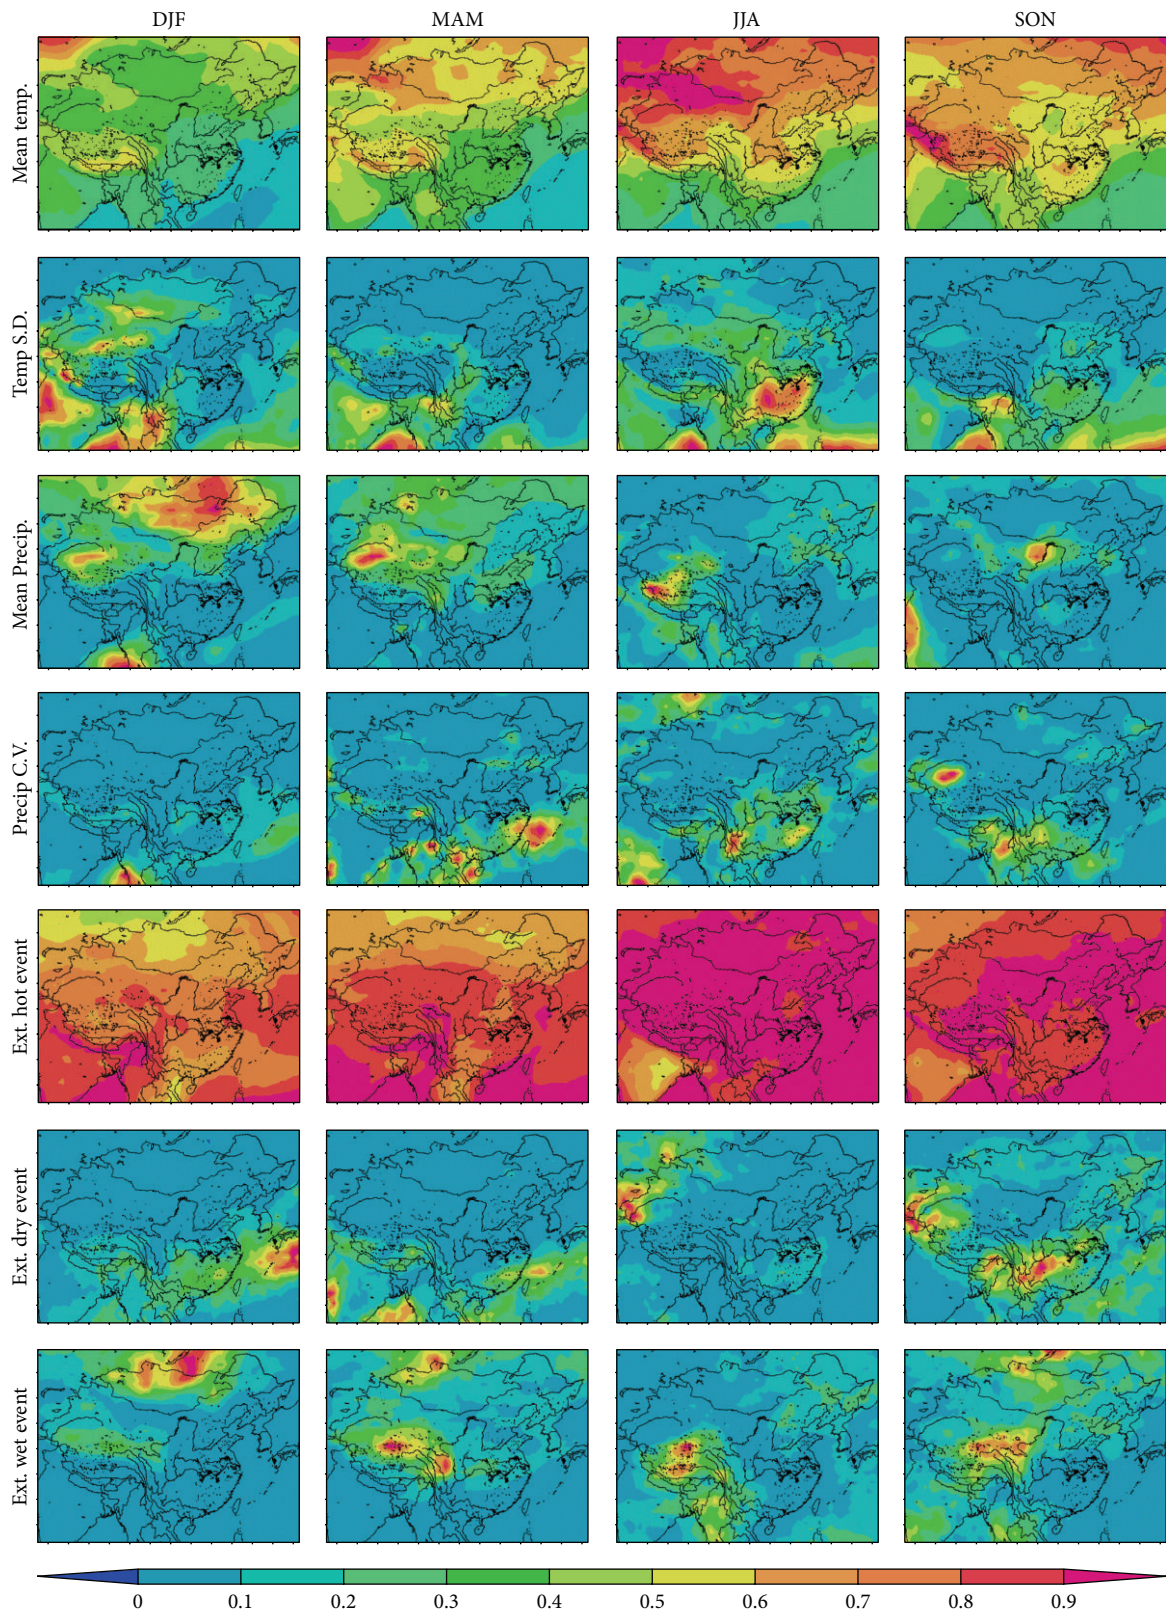 DJF MAM JJA SON
Mean temp.
Temp S.D.
Mean Precip.
Precip C.V.
Ext. hot event
Ext. dry event
Ext. wet event
0 0.1 0.2 0.3 0.4 0.5 0.6 0.7 0.8 0.9